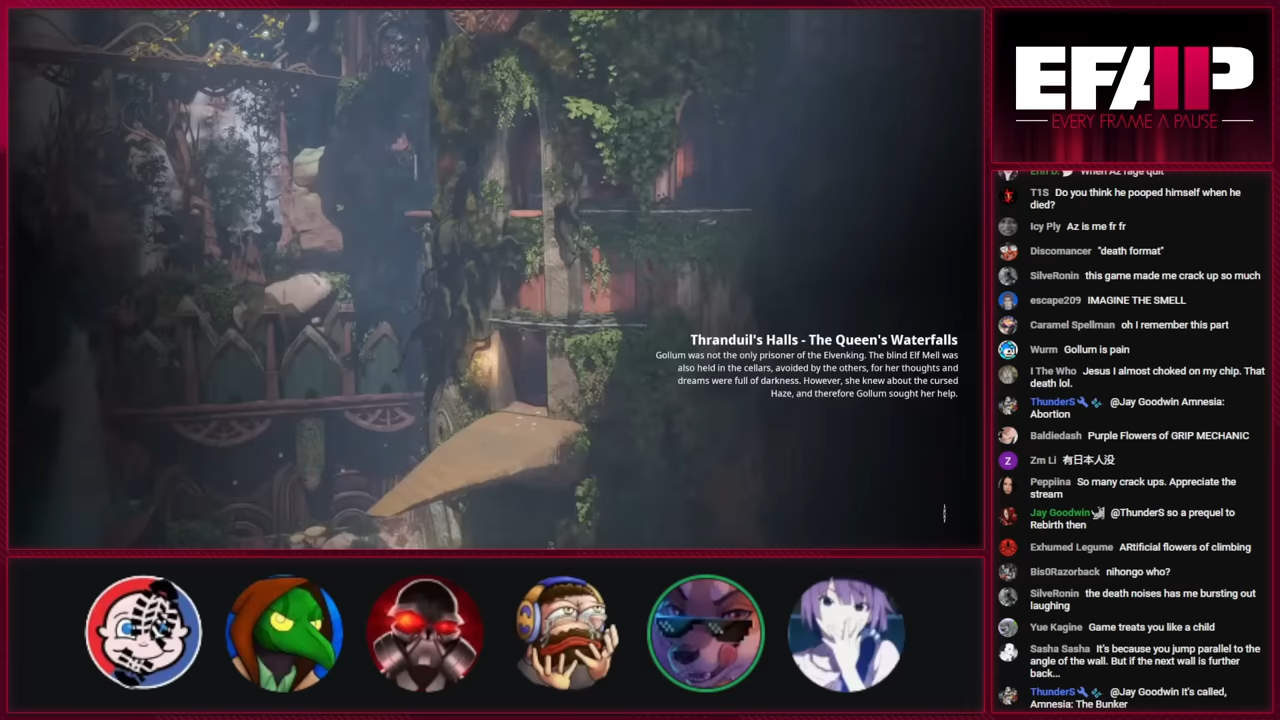 EFAP
EVERY FRAME A PAUSE
Thranduil's Halls - The Queen's Waterfalls
Gollum was not the only prisoner of the Elvenking. The blind Elf Mell was
also held in the cellars, avoided by the others, for her thoughts and
dreams were full of darkness. However, she knew about the cursed
Haze, and therefore Gollum sought her help.
Erin D. When Az rage quit
T1S Do you think he pooped himself when he
died?
Icy Ply Az is me fr fr
Discomancer "death format"
SilveRonin this game made me crack up so much
escape209 IMAGINE THE SMELL
Caramel Spellman oh I remember this part
Wurm Gollum is pain
I The Who Jesus I almost choked on my chip. That
death lol.
ThunderS @Jay Goodwin Amnesia:
Abortion
Baldiedash Purple Flowers of GRIP MECHANIC
Z
Zm Li 有日本人没
Peppiina So many crack ups. Appreciate the
stream
Jay Goodwin @ThunderS so a prequel to
Rebirth then
Exhumed Legume ARtificial flowers of climbing
Bis0Razorback nihongo who?
SilveRonin the death noises has me bursting out
laughing
Yue Kagine Game treats you like a child
Sasha Sasha It's because you jump parallel to the
angle of the wall. But if the next wall is further
back...
ThunderS @Jay Goodwin It's called,
Amnesia: The Bunker